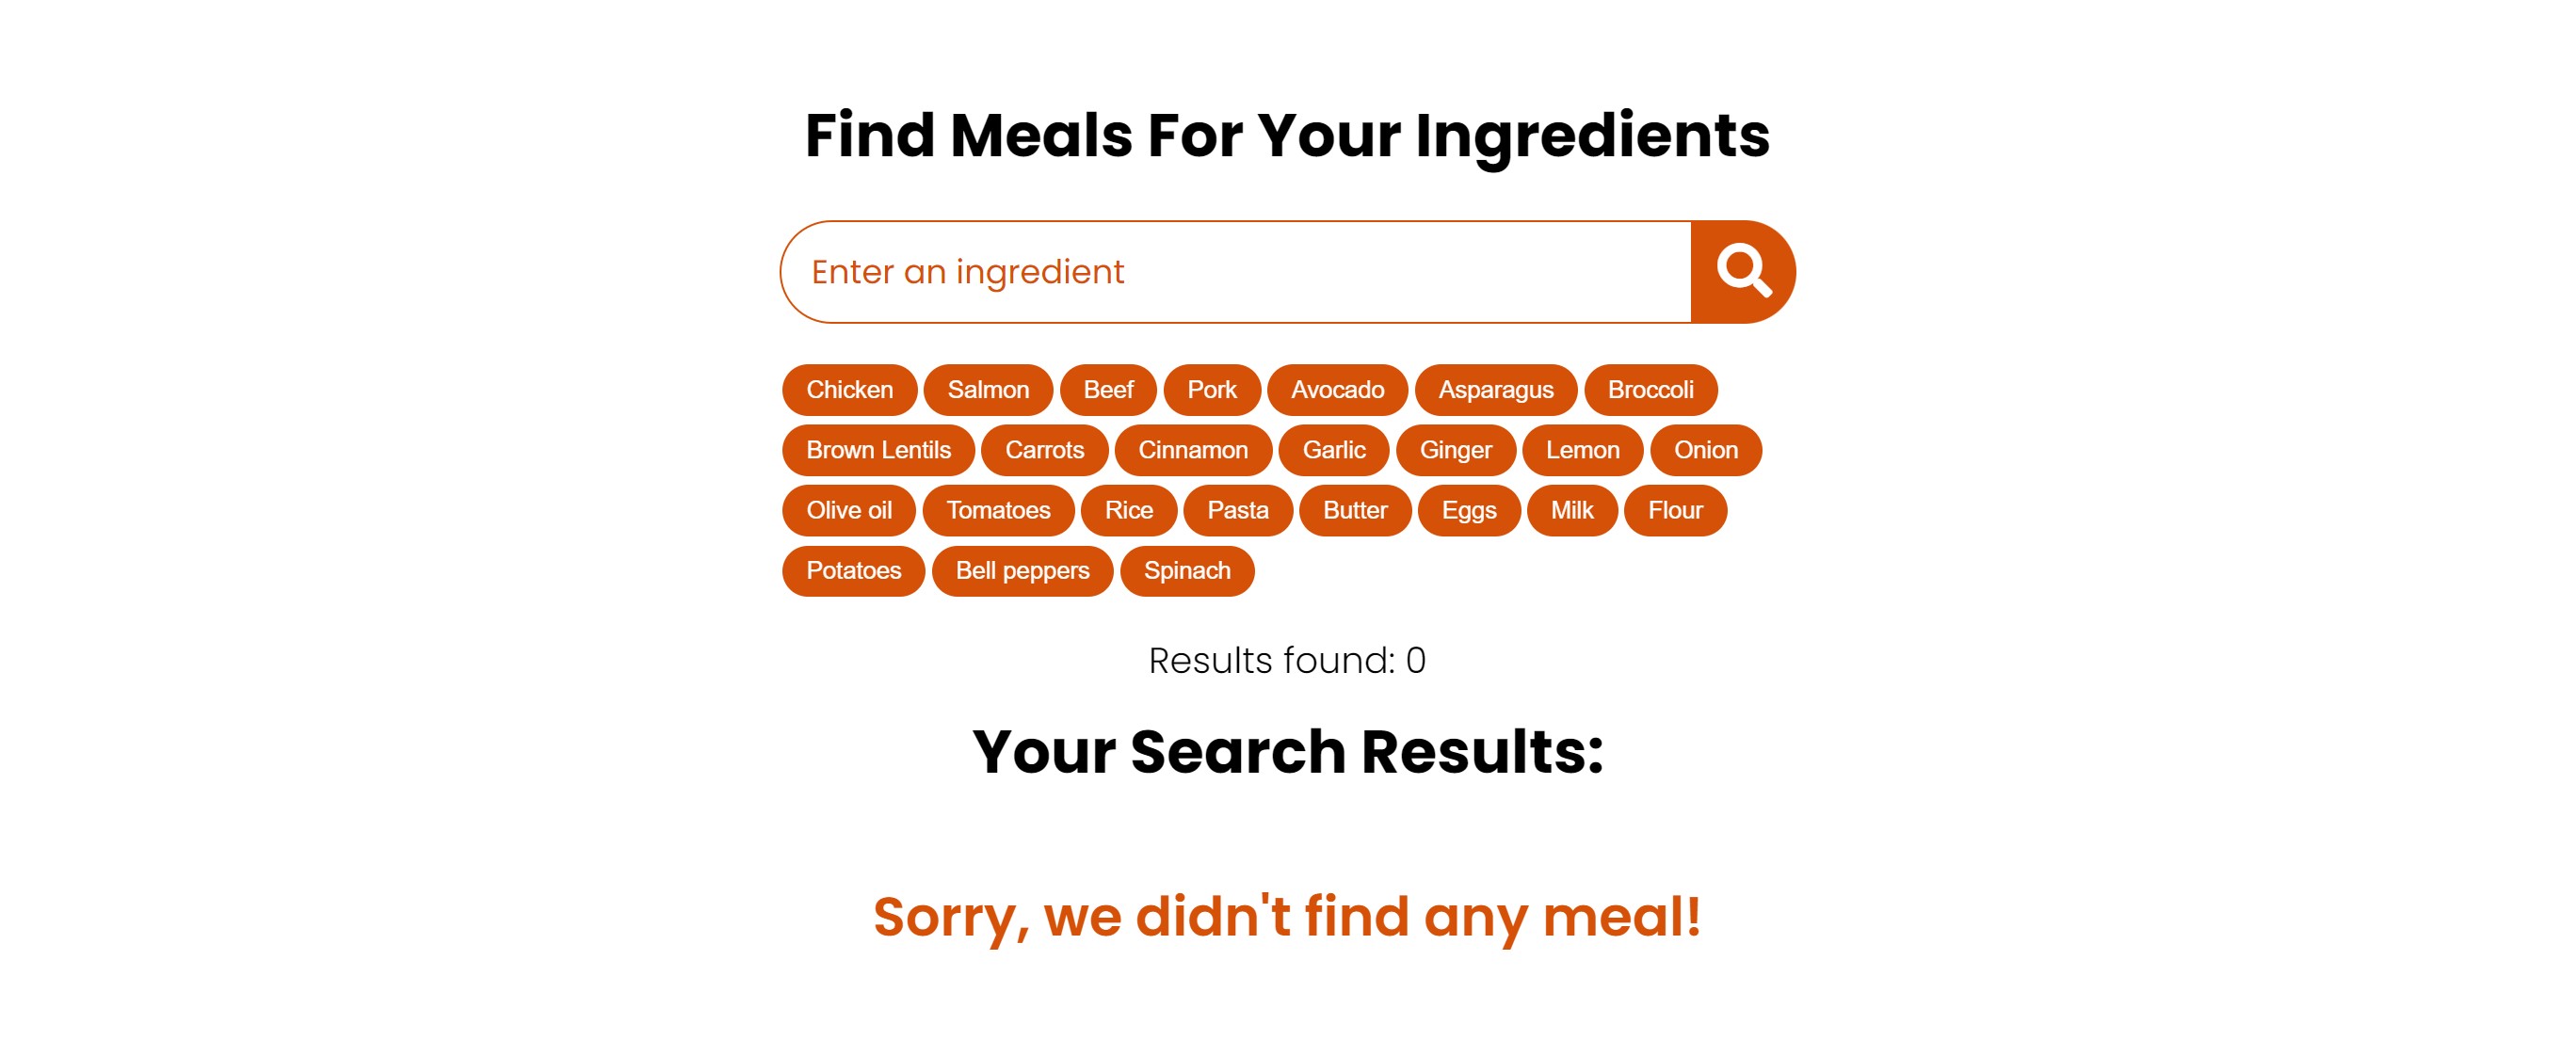 Find Meals For Your Ingredients
Enter an ingredient
Chicken Salmon Beef Pork Avocado Asparagus Broccoli
Brown Lentils Carrots Cinnamon Garlic Ginger Lemon Onion
Olive oil Tomatoes Rice Pasta Butter Eggs Milk Flour
Potatoes Bell peppers Spinach
Results found: 0
Your Search Results:
Sorry, we didn't find any meal!